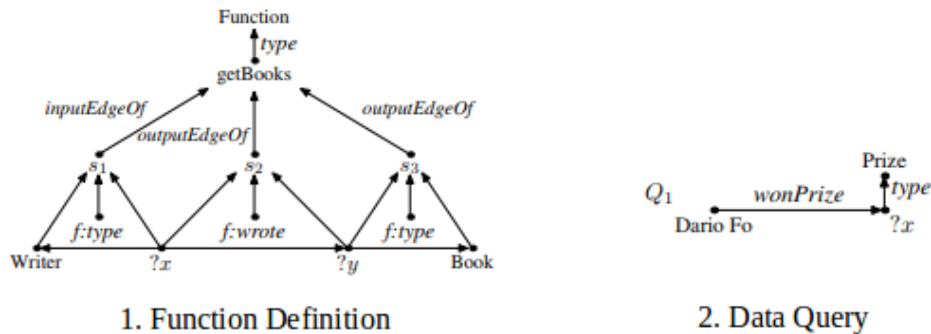 Function
type
getBooks
inputEdgeOf
outputEdgeOf
outputEdgeOf
s1
s2
s3
f:type
f:wrote
f:type
Writer
?x
?y
Book
1. Function Definition
Prize
Q1
wonPrize
type
Dario Fo
?x
2. Data Query